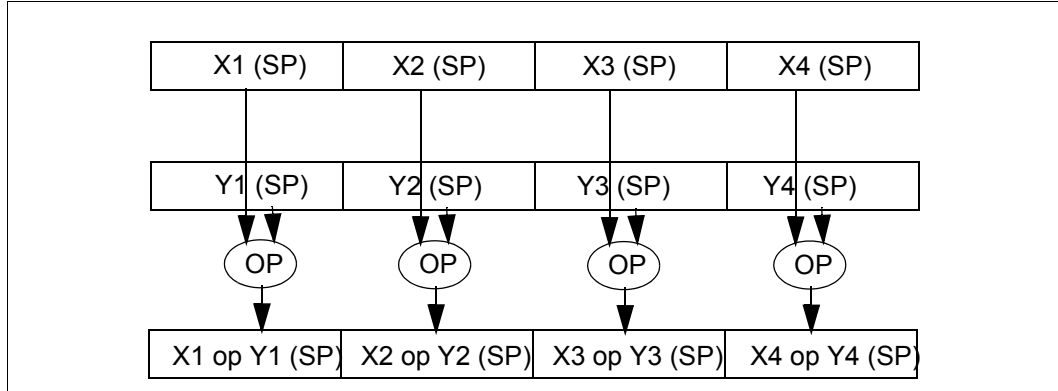 X1 (SP) X2 (SP) X3 (SP) X4 (SP)
Y1 (SP) Y2 (SP) Y3 (SP) Y4 (SP)
OP OP OP OP
X1 op Y1 (SP) X2 op Y2 (SP) X3 op Y3 (SP) X4 op Y4 (SP)